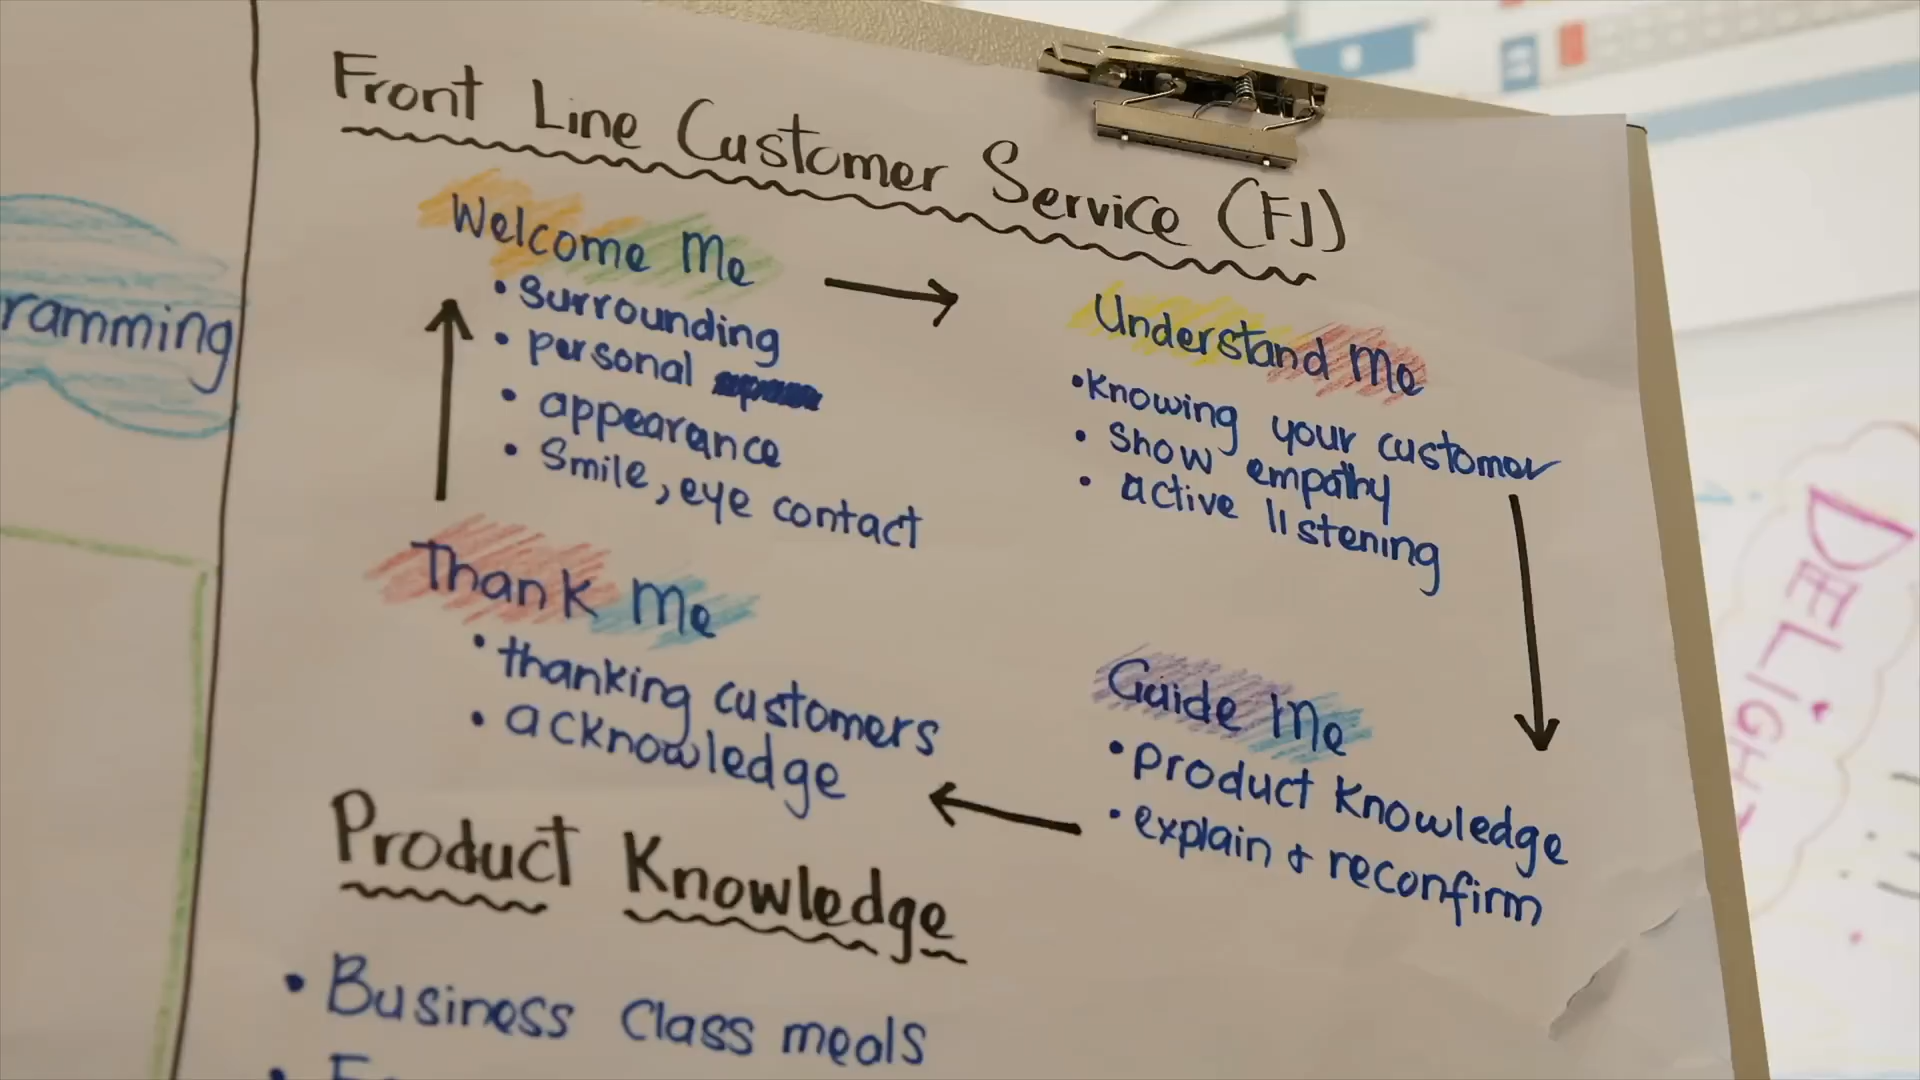 Front Line Customer Service (FJ)
Welcome Me
• Surrounding
• personal
• appearance
• Smile, eye contact
Understand Me
• Knowing your customer
• Show empathy
• active listening
Thank Me
• thanking customers
• acknowledge
Guide Me
• product knowledge
• explain & reconfirm
Product Knowledge
• Business Class meals
ramming
DELiGHT